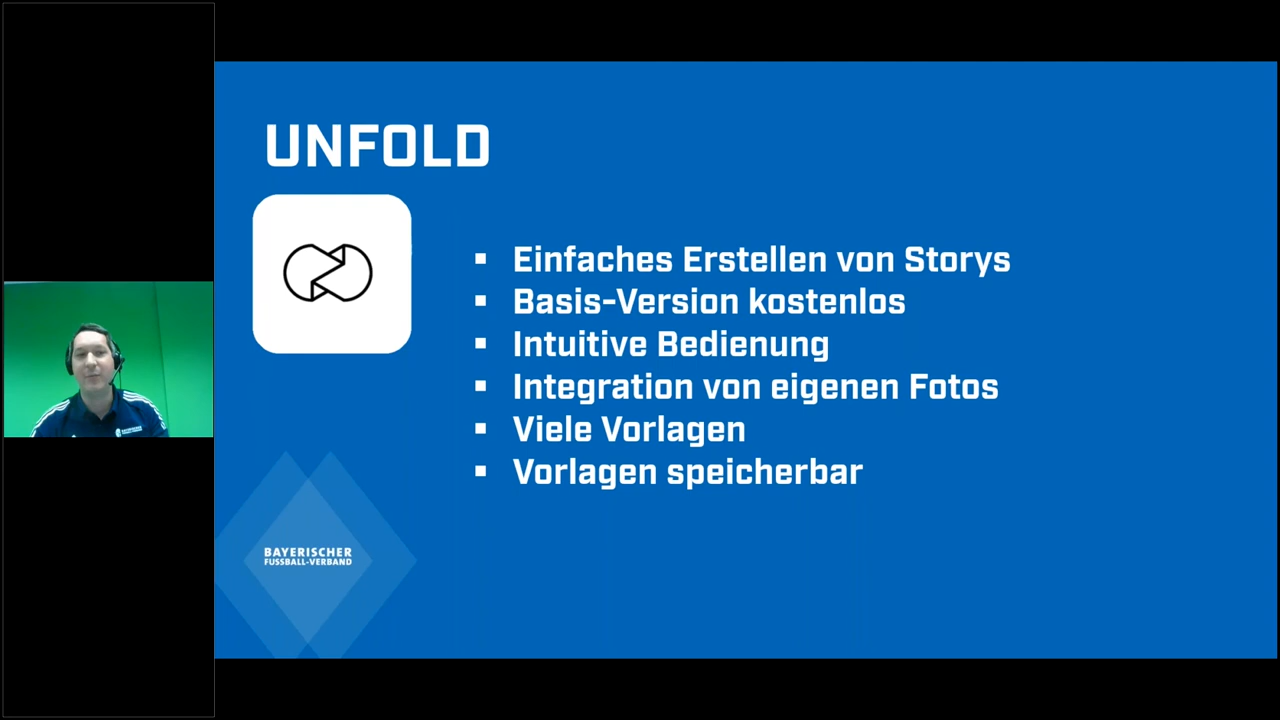 UNFOLD
▪ Einfaches Erstellen von Storys
▪ Basis-Version kostenlos
▪ Intuitive Bedienung
▪ Integration von eigenen Fotos
▪ Viele Vorlagen
▪ Vorlagen speicherbar
BAYERISCHER
FUSSBALL-VERBAND